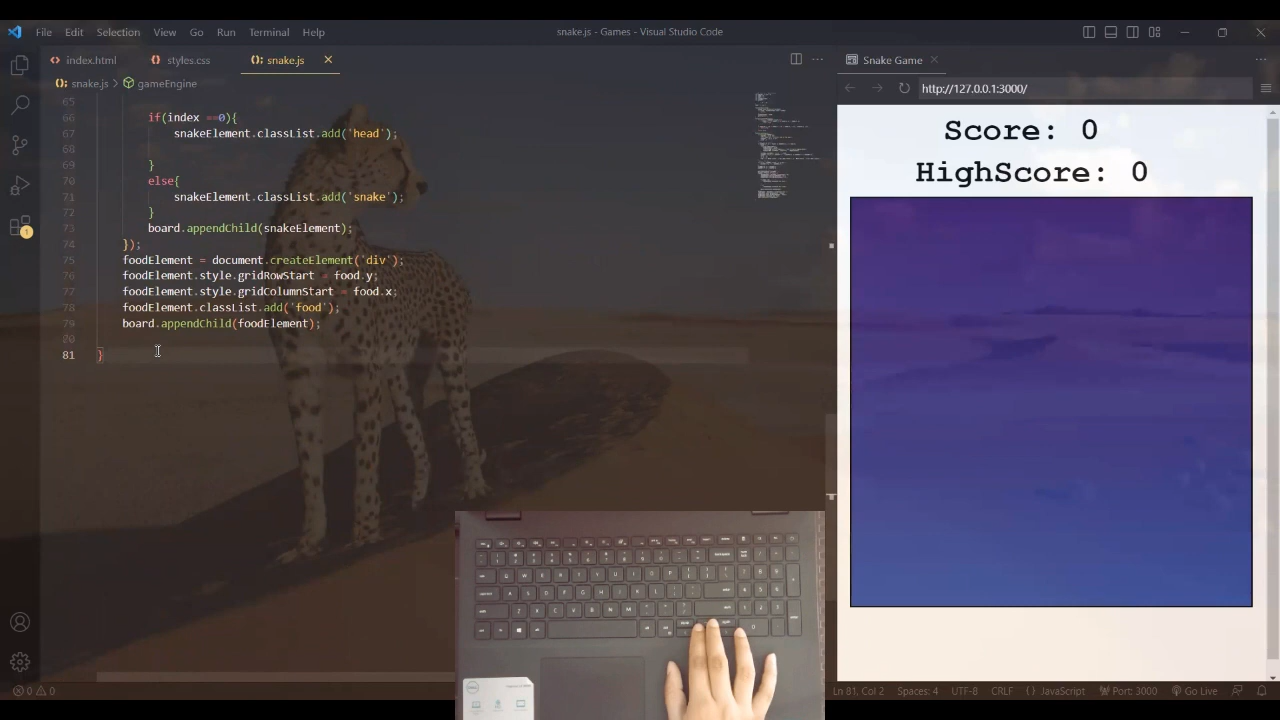 File Edit Selection View Go Run Terminal Help
snake.js - Games - Visual Studio Code
index.html styles.css snake.js
snake.js > gameEngine
65
66 if(index ==0){
67 snakeElement.classList.add('head');
68
69 }
70 else{
71 snakeElement.classList.add('snake');
72 }
73 board.appendChild(snakeElement);
74 });
75 foodElement = document.createElement('div');
76 foodElement.style.gridRowStart = food.y;
77 foodElement.style.gridColumnStart = food.x;
78 foodElement.classList.add('food');
79 board.appendChild(foodElement);
80
81 }
1
0 0
Snake Game
http://127.0.0.1:3000/
Score: 0
HighScore: 0
Ln 81, Col 2 Spaces: 4 UTF-8 CRLF {} JavaScript Port: 3000 Go Live